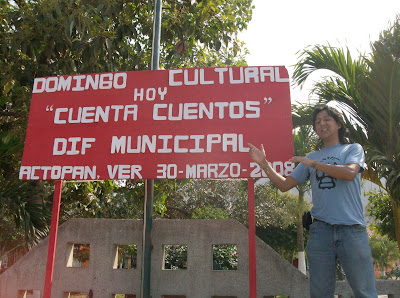 DOMINGO CULTURAL
HOY
"CUENTA CUENTOS"
DIF MUNICIPAL
ACTOPAN, VER 30-MARZO-2008